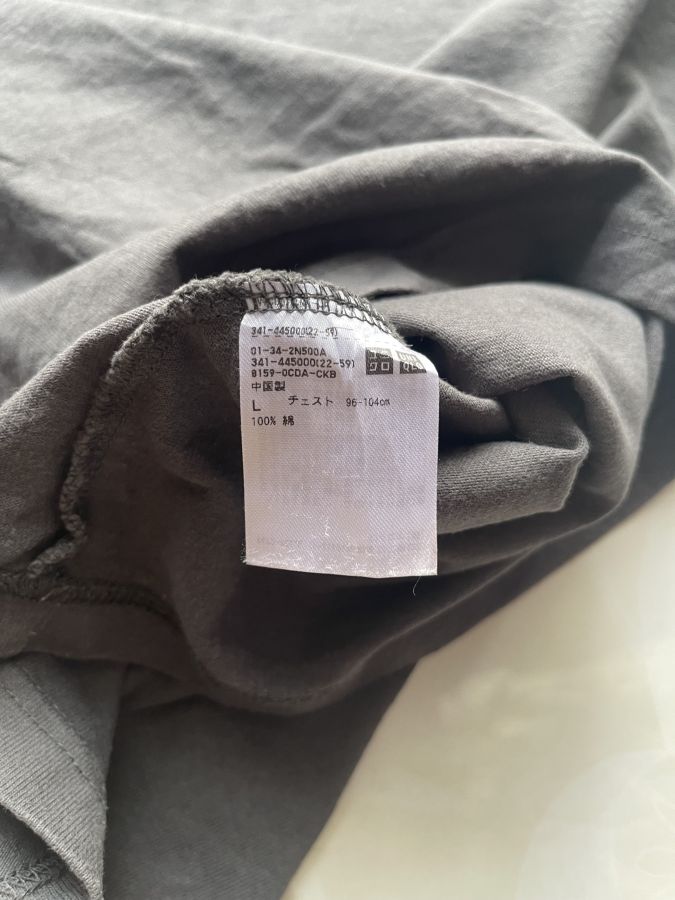 341-445000(22-59)
01-34-2N500A
341-445000(22-59)
8159-0CDA-CKB
中国製
L チェスト 96-104cm
100% 綿